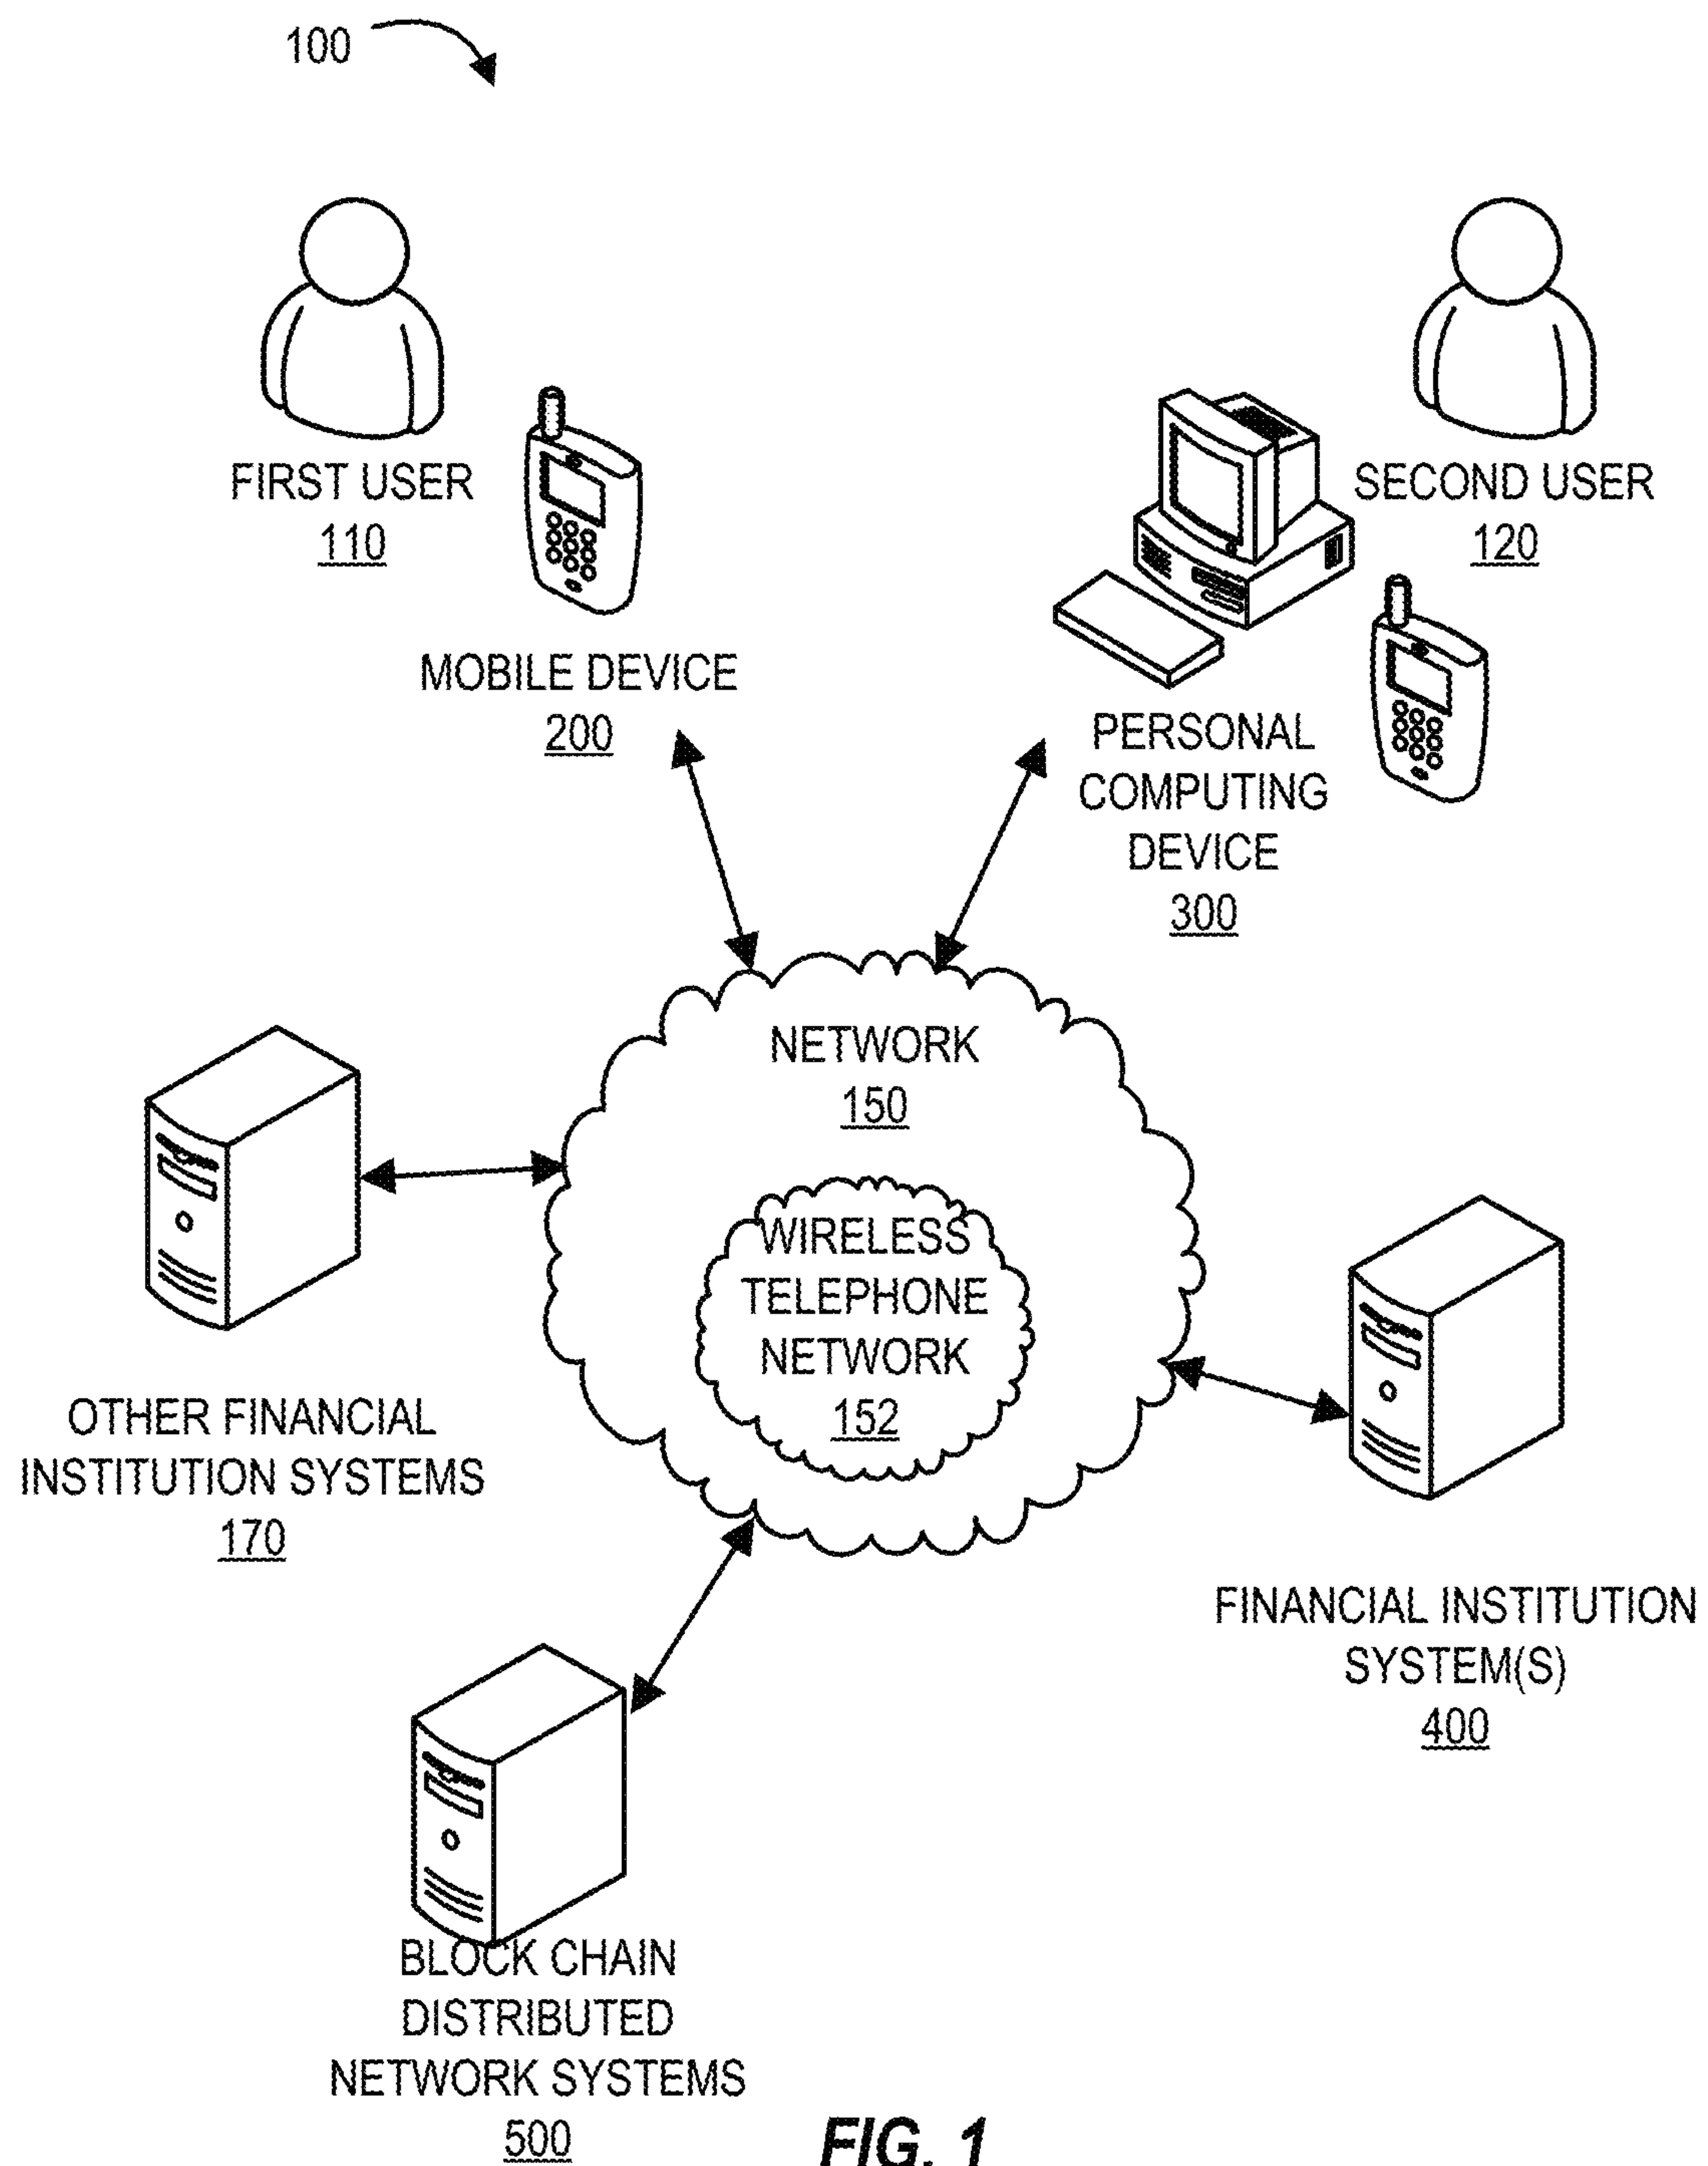 100
FIRST USER
110
SECOND USER
120
MOBILE DEVICE
200
PERSONAL
COMPUTING
DEVICE
300
NETWORK
150
WIRELESS
TELEPHONE
NETWORK
152
OTHER FINANCIAL
INSTITUTION SYSTEMS
170
FINANCIAL INSTITUTION
SYSTEM(S)
400
BLOCK CHAIN
DISTRIBUTED
NETWORK SYSTEMS
500
FIG. 1